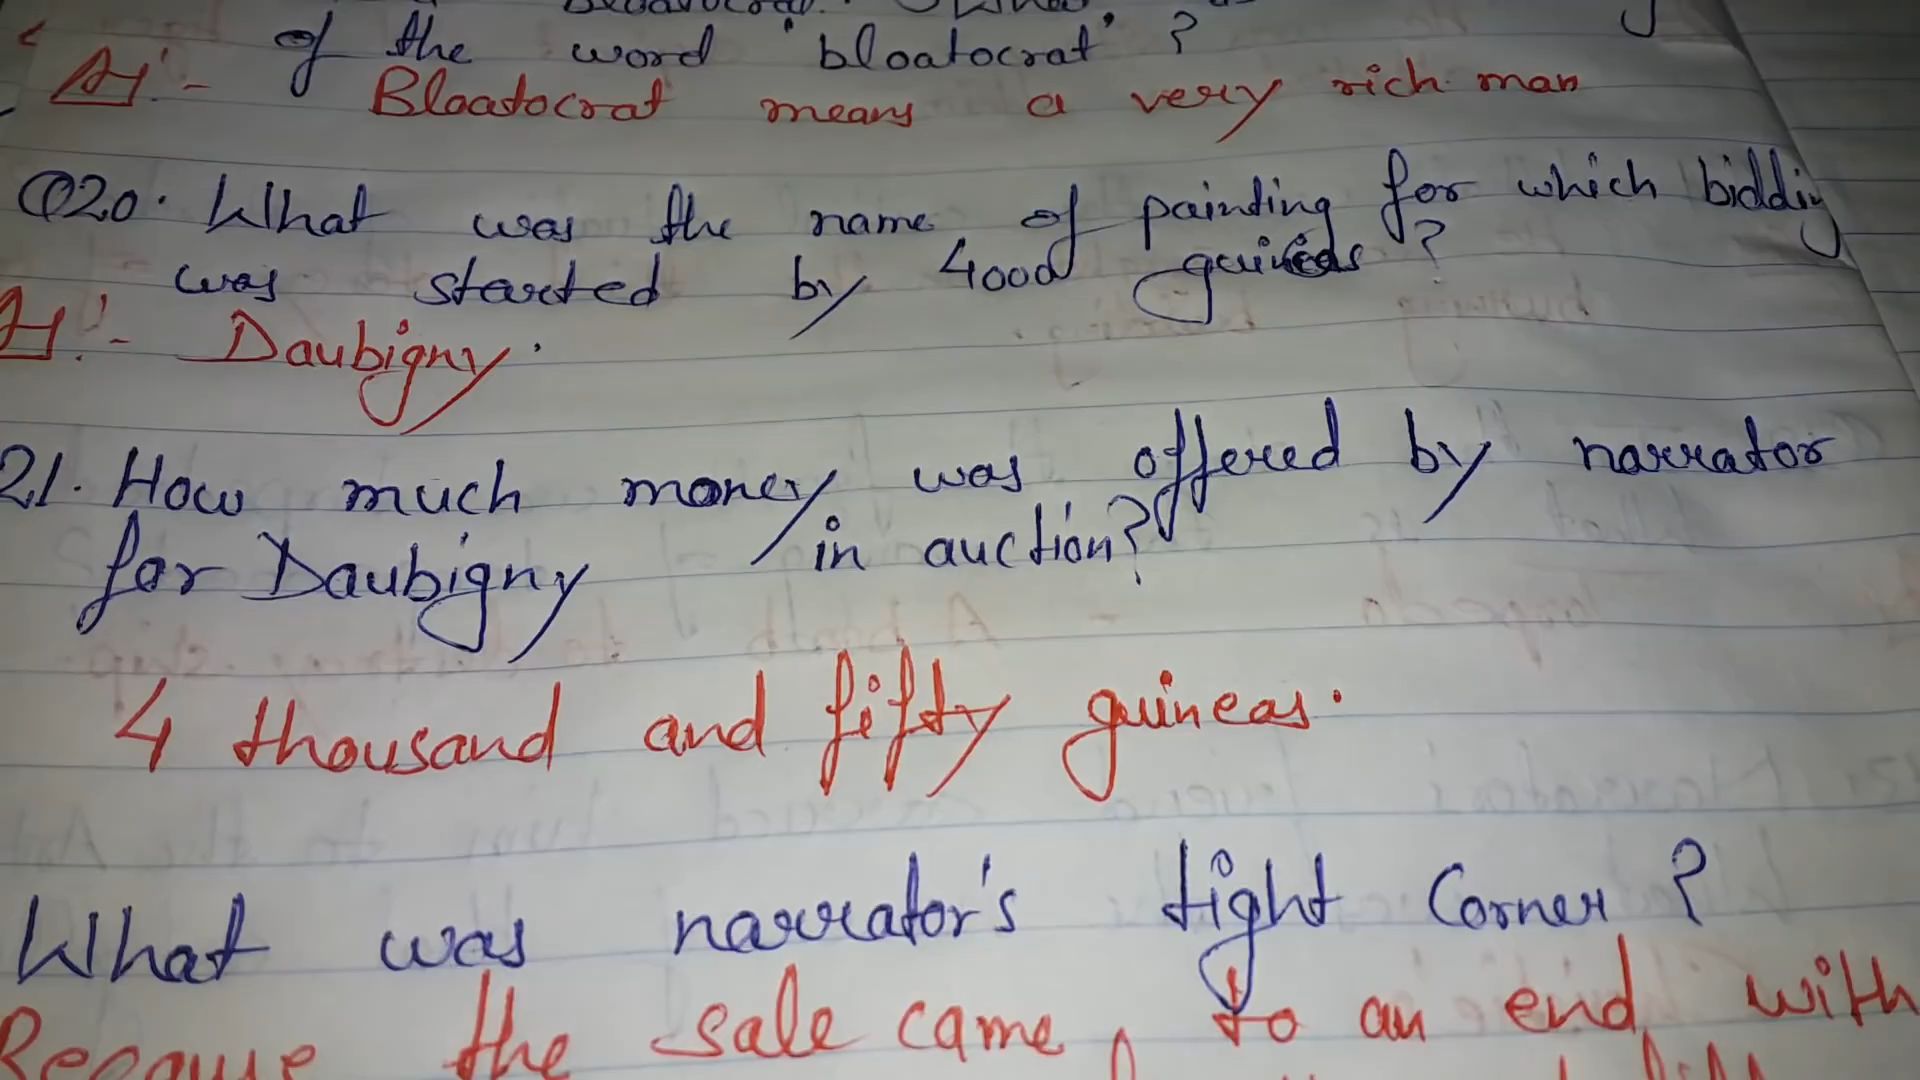 of the word 'bloatocrat' ?
A:- Bloatocrat means a very rich man
Q20. What was the name of painting for which bidding
was started by 4000 guineas ?
A:- Daubigny.
21. How much money was offered by narrator
for Daubigny in auction?
4 thousand and fifty guineas.
What was narrator's tight Corner ?
Because the sale came to an end with